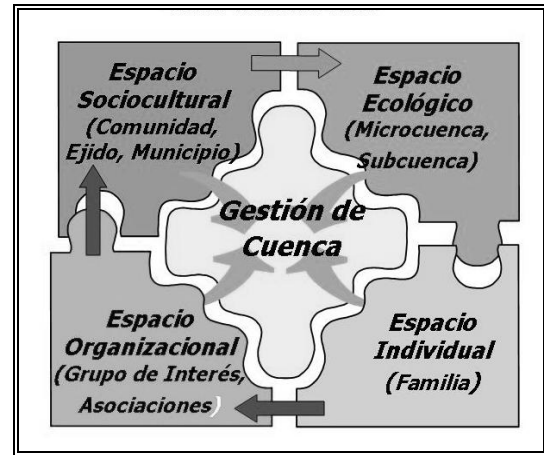 Espacio
Sociocultural
(Comunidad,
Ejido, Municipio)
Espacio
Ecológico
(Microcuenca,
Subcuenca)
Gestión de
Cuenca
Espacio
Organizacional
(Grupo de Interés,
Asociaciones)
Espacio
Individual
(Familia)